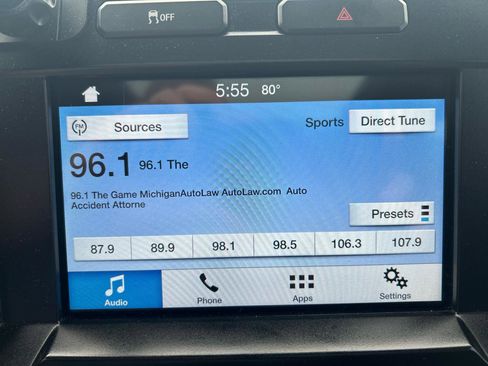 OFF
5:55 80°
FM Sources
Sports Direct Tune
96.1 96.1 The
96.1 The Game MichiganAutoLaw AutoLaw.com Auto
Accident Attorne
Presets
87.9 89.9 98.1 98.5 106.3 107.9
Audio Phone Apps Settings